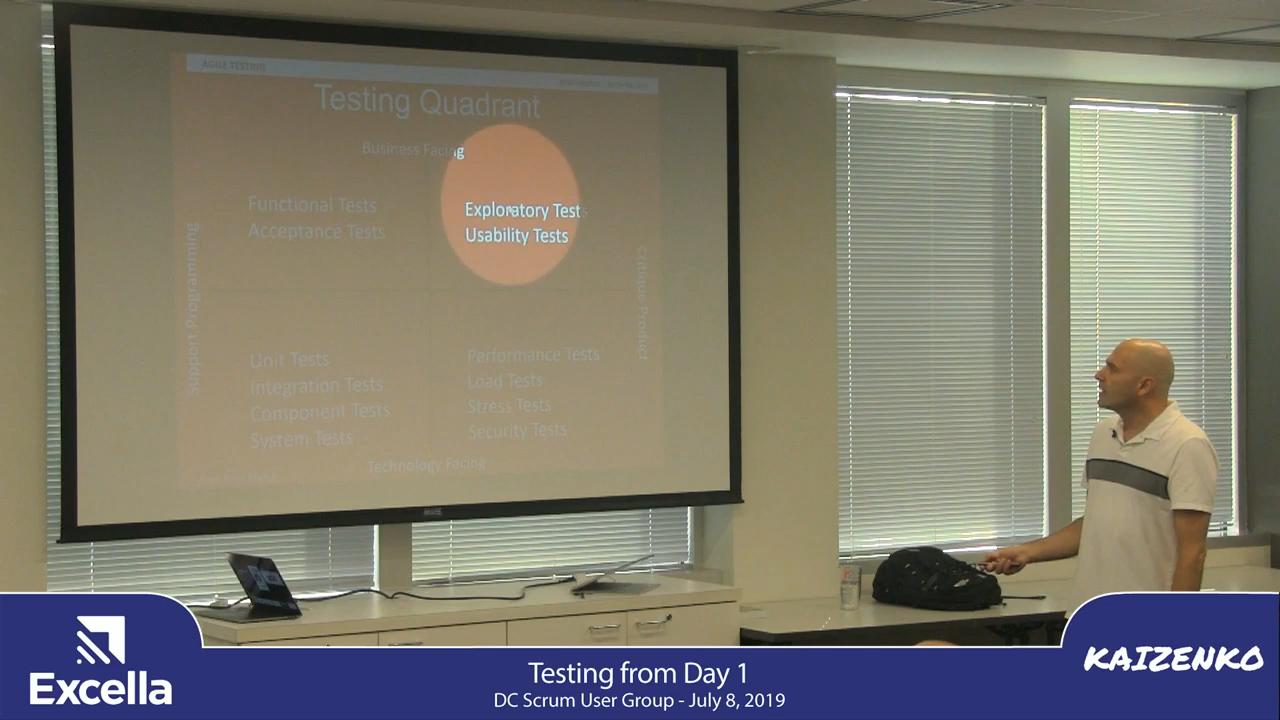 AGILE TESTING
Testing Quadrant
Business Facing
Functional Tests
Acceptance Tests
Exploratory Test
Usability Tests
Support Programming
Critique Product
Unit Tests
Integration Tests
Component Tests
System Tests
Performance Tests
Load Tests
Stress Tests
Security Tests
Technology Facing
Excella
Testing from Day 1
DC Scrum User Group - July 8, 2019
KAIZENKO